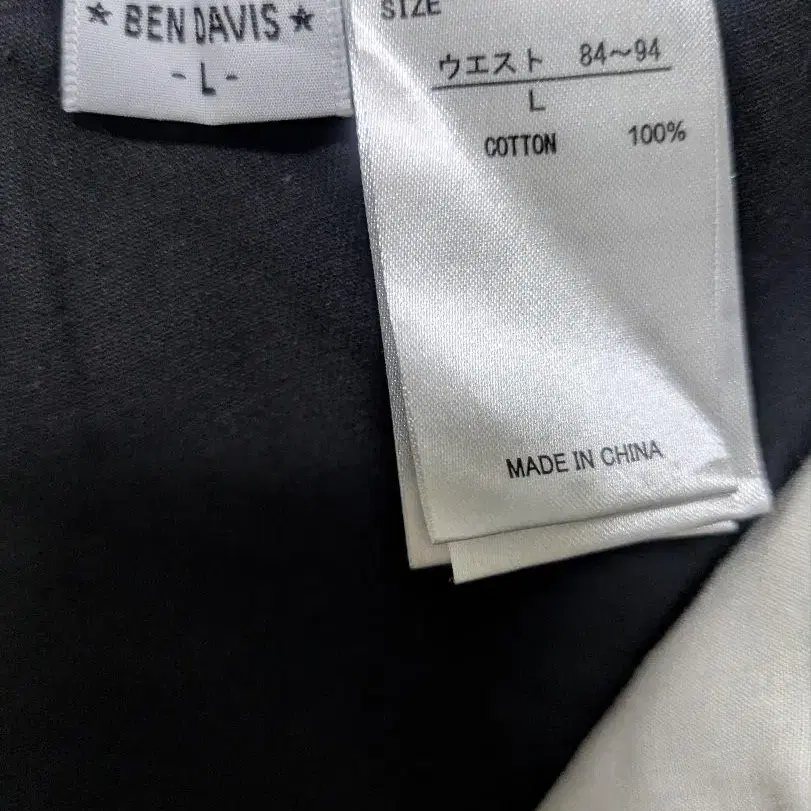 ★ BEN DAVIS ★
- L -
SIZE
ウエスト 84～94
L
COTTON 100%
MADE IN CHINA